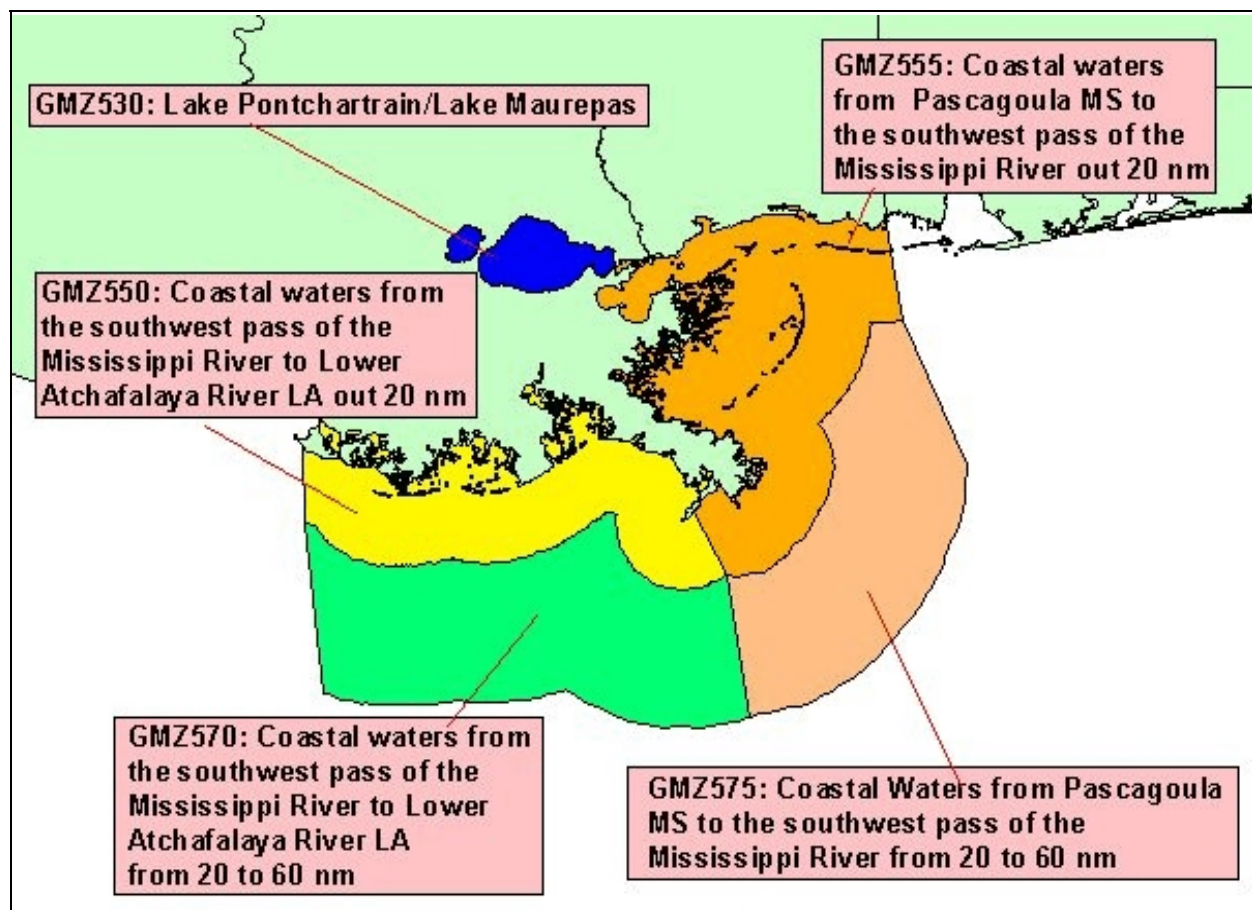 GMZ530: Lake Pontchartrain/Lake Maurepas
GMZ555: Coastal waters
from Pascagoula MS to
the southwest pass of the
Mississippi River out 20 nm
GMZ550: Coastal waters from
the southwest pass of the
Mississippi River to Lower
Atchafalaya River LA out 20 nm
GMZ570: Coastal waters from
the southwest pass of the
Mississippi River to Lower
Atchafalaya River LA
from 20 to 60 nm
GMZ575: Coastal Waters from Pascagoula
MS to the southwest pass of the
Mississippi River from 20 to 60 nm